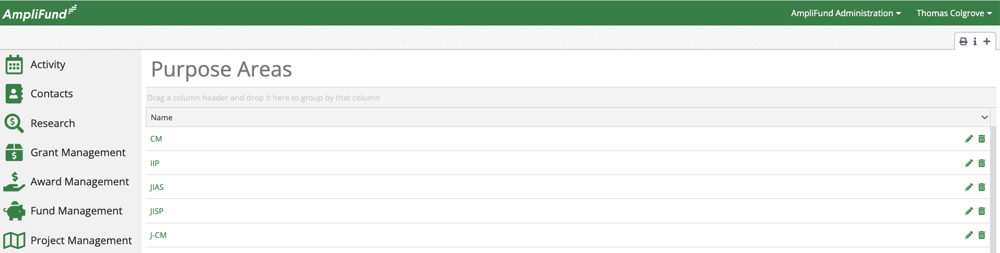 AmpliFund
AmpliFund Administration
Thomas Colgrove
Activity
Contacts
Research
Grant Management
Award Management
Fund Management
Project Management
Purpose Areas
Drag a column header and drop it here to group by that column
Name
CM
IIP
JIAS
JISP
J-CM